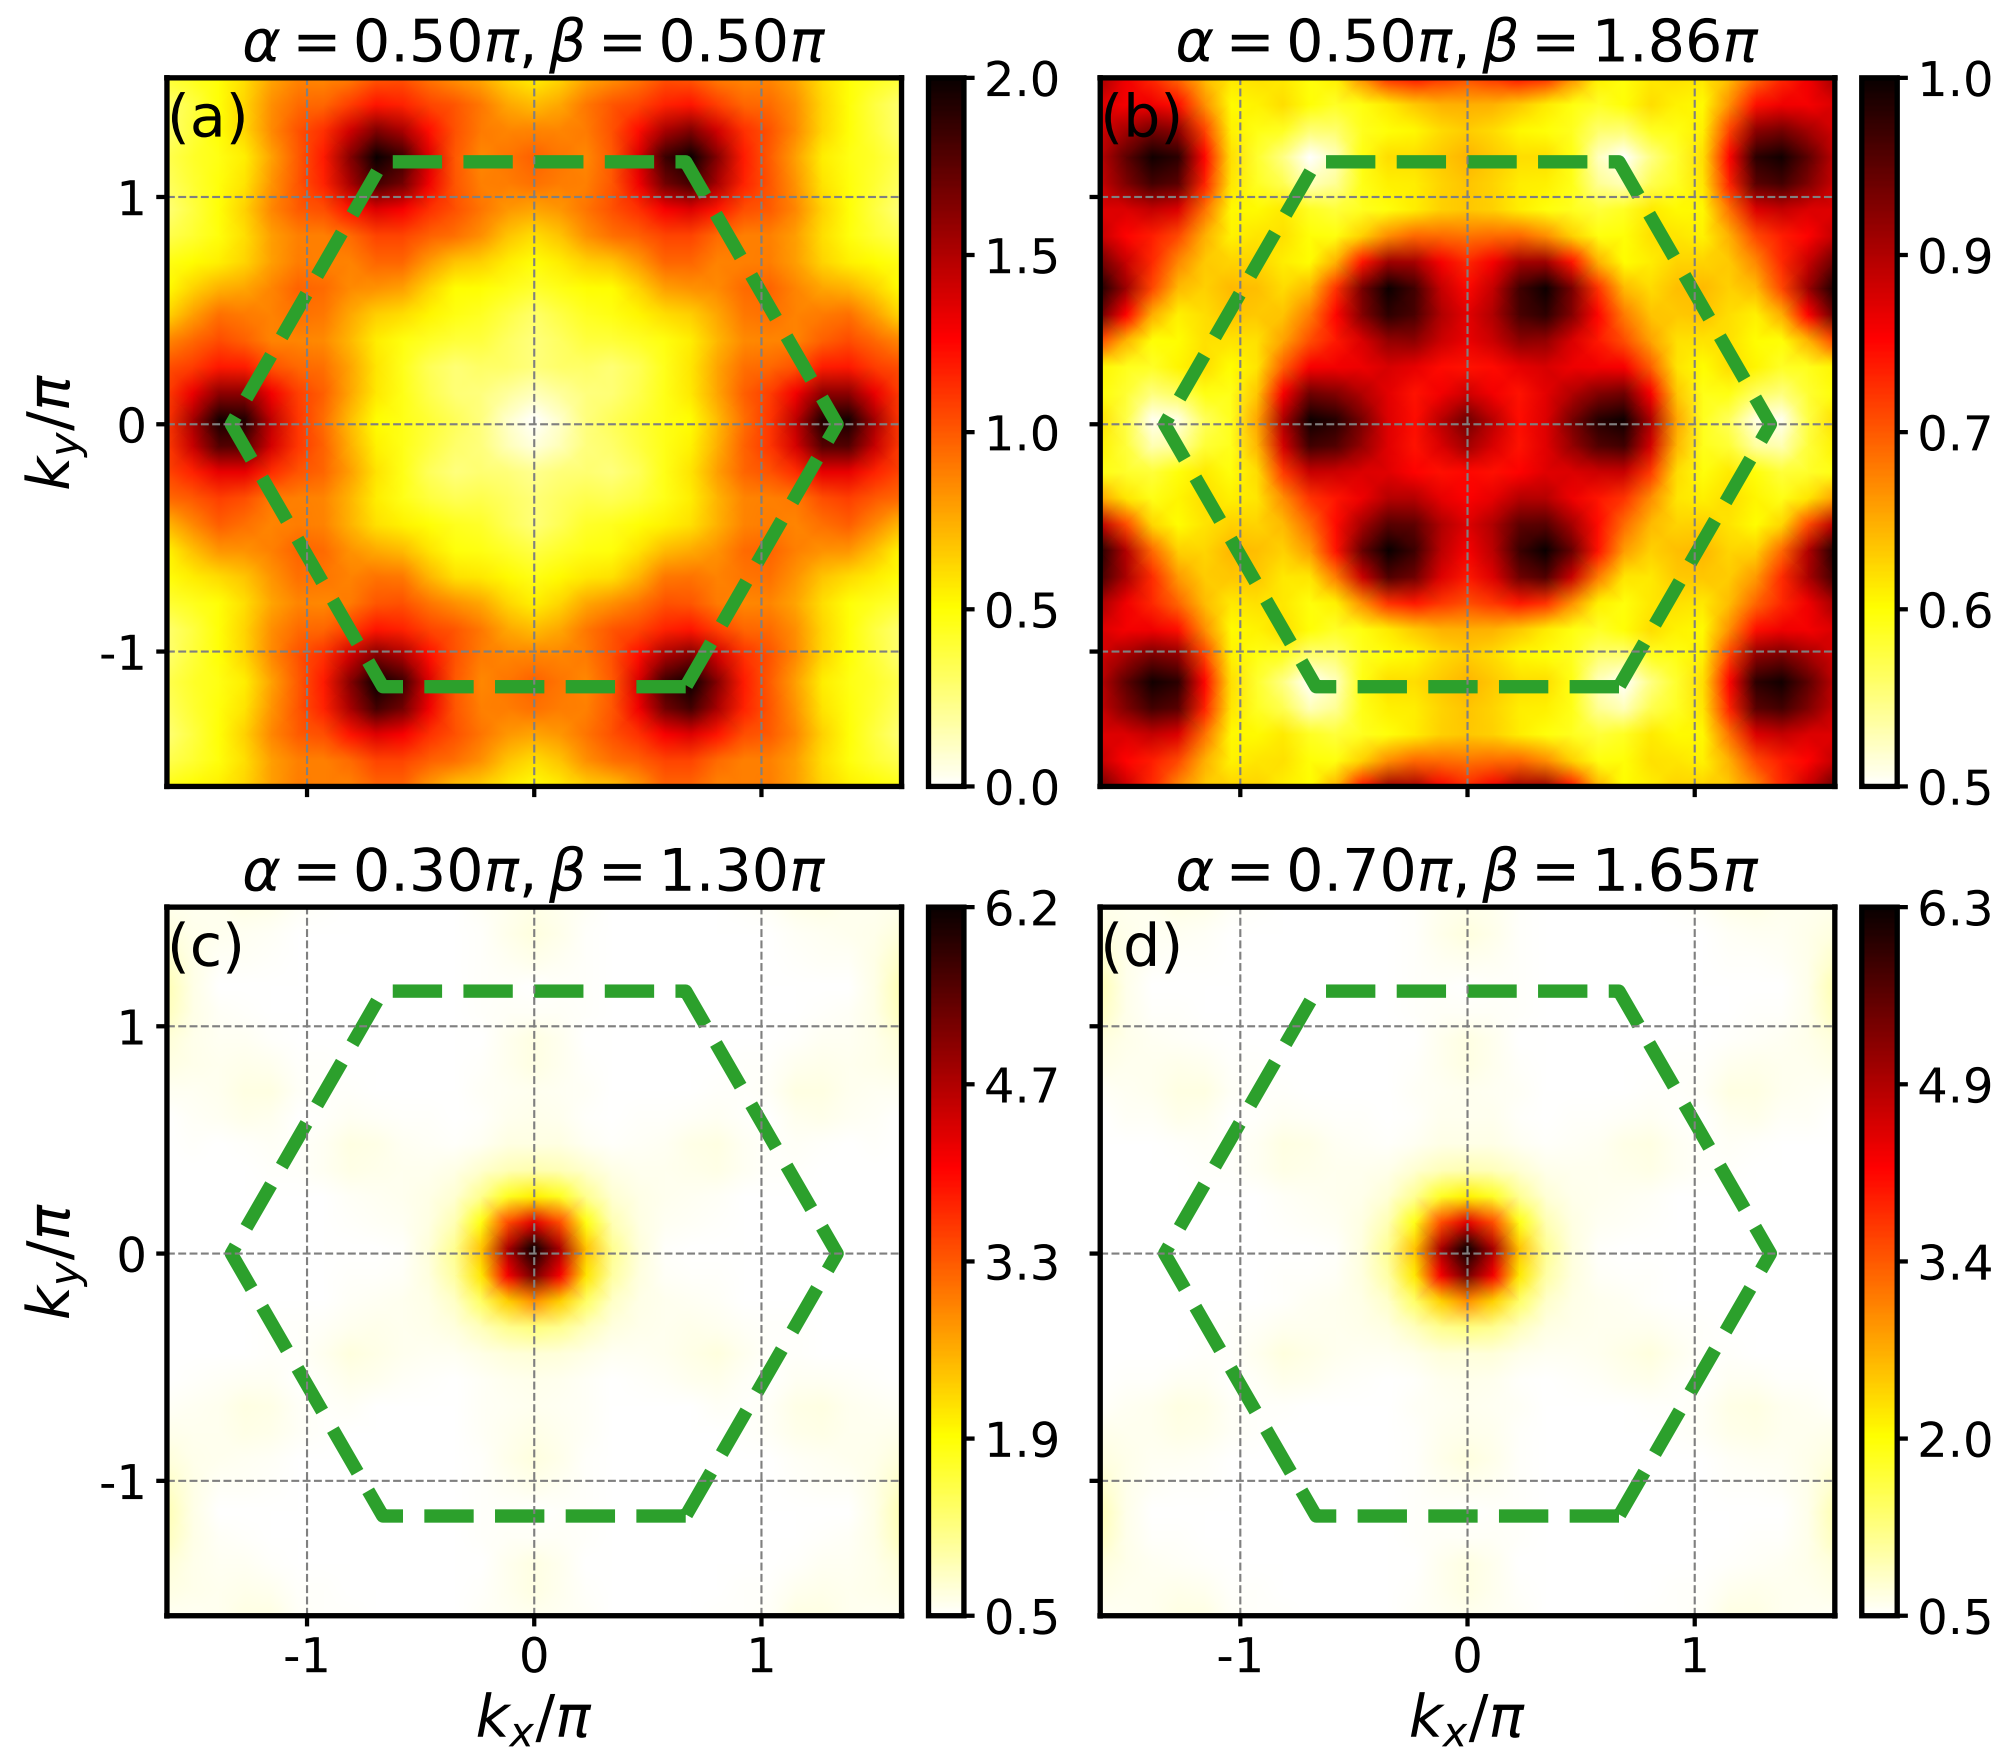 α = 0.50π, β = 0.50π
(a)
1
0
-1
k_y/π
2.0
1.5
1.0
0.5
0.0
α = 0.50π, β = 1.86π
(b)
1.0
0.9
0.7
0.6
0.5
α = 0.30π, β = 1.30π
(c)
1
0
-1
k_y/π
-1 0 1
k_x/π
6.2
4.7
3.3
1.9
0.5
α = 0.70π, β = 1.65π
(d)
-1 0 1
k_x/π
6.3
4.9
3.4
2.0
0.5